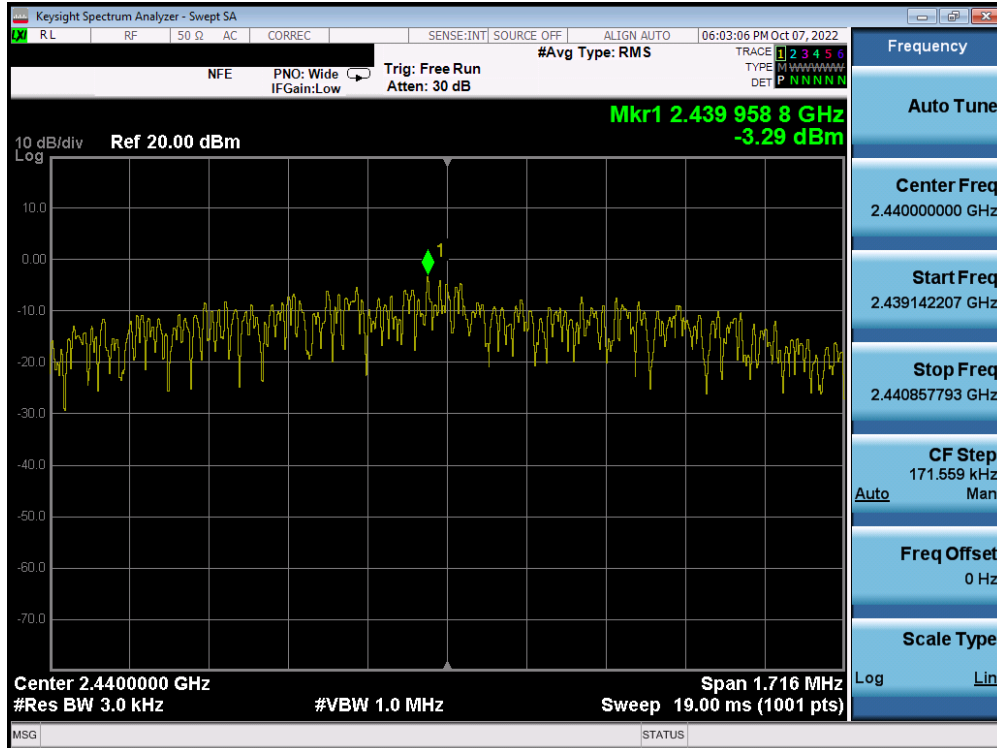 Keysight Spectrum Analyzer - Swept SA
LXI RL RF 50 Ω AC CORREC SENSE:INT SOURCE OFF ALIGN AUTO 06:03:06 PM Oct 07, 2022
#Avg Type: RMS TRACE 1 2 3 4 5 6
NFE PNO: Wide Trig: Free Run TYPE M WWWWW
IFGain:Low Atten: 30 dB DET P N N N N N
Mkr1 2.439 958 8 GHz
-3.29 dBm
10 dB/div Ref 20.00 dBm
Log
1
10.0
0.00
-10.0
-20.0
-30.0
-40.0
-50.0
-60.0
-70.0
Center 2.4400000 GHz Span 1.716 MHz
#Res BW 3.0 kHz #VBW 1.0 MHz Sweep 19.00 ms (1001 pts)
MSG STATUS
Frequency
Auto Tune
Center Freq
2.440000000 GHz
Start Freq
2.439142207 GHz
Stop Freq
2.440857793 GHz
CF Step
171.559 kHz
Auto Man
Freq Offset
0 Hz
Scale Type
Log Lin